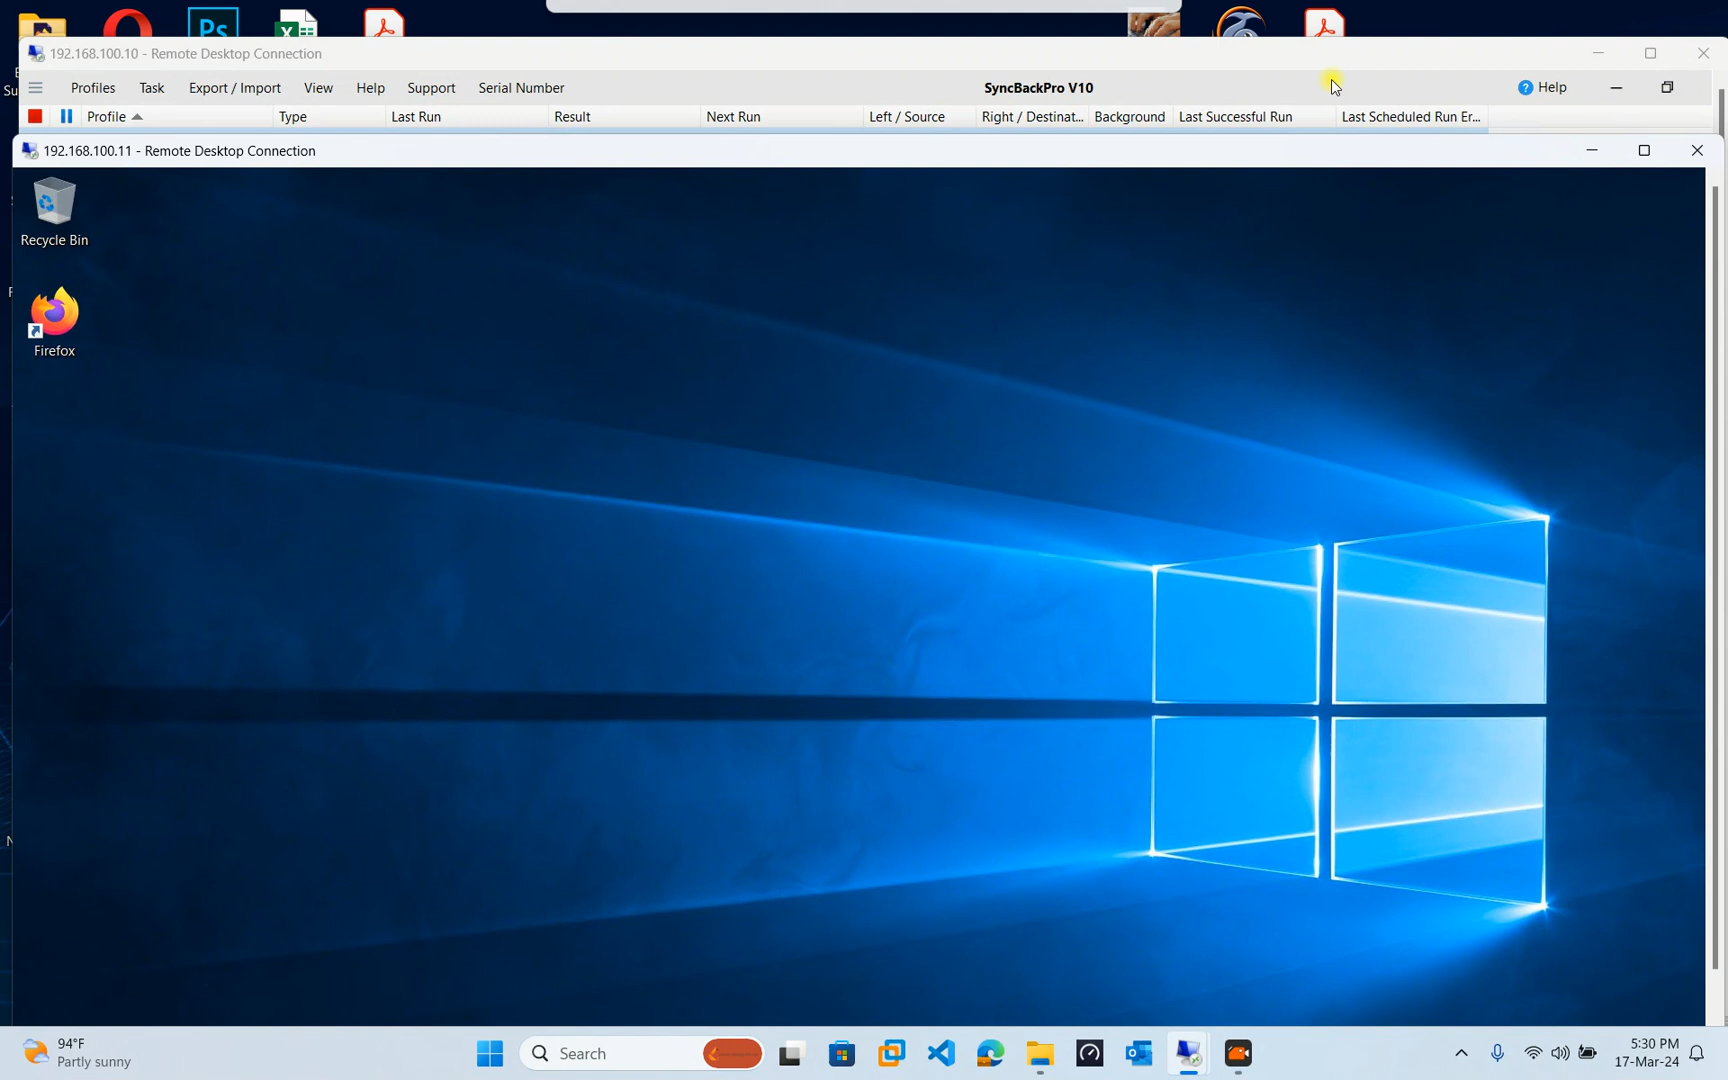 Ps
192.168.100.10 - Remote Desktop Connection
Profiles Task Export / Import View Help Support Serial Number SyncBackPro V10 ? Help
Profile Type Last Run Result Next Run Left / Source Right / Destinat... Background Last Successful Run Last Scheduled Run Er...
192.168.100.11 - Remote Desktop Connection
Recycle Bin
Firefox
94°F
Partly sunny
Search
5:30 PM
17-Mar-24